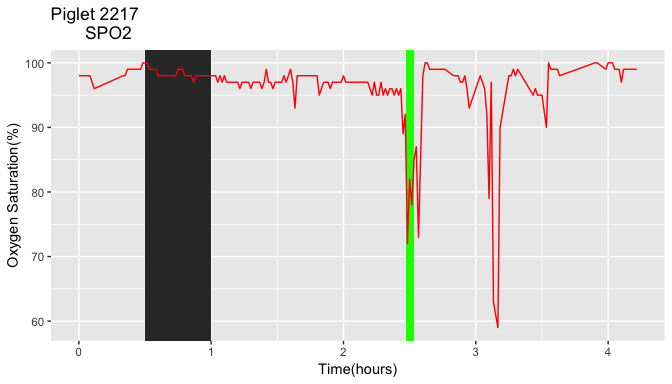 Piglet 2217
SPO2
Oxygen Saturation(%)
100
90
80
70
60
0 1 2 3 4
Time(hours)